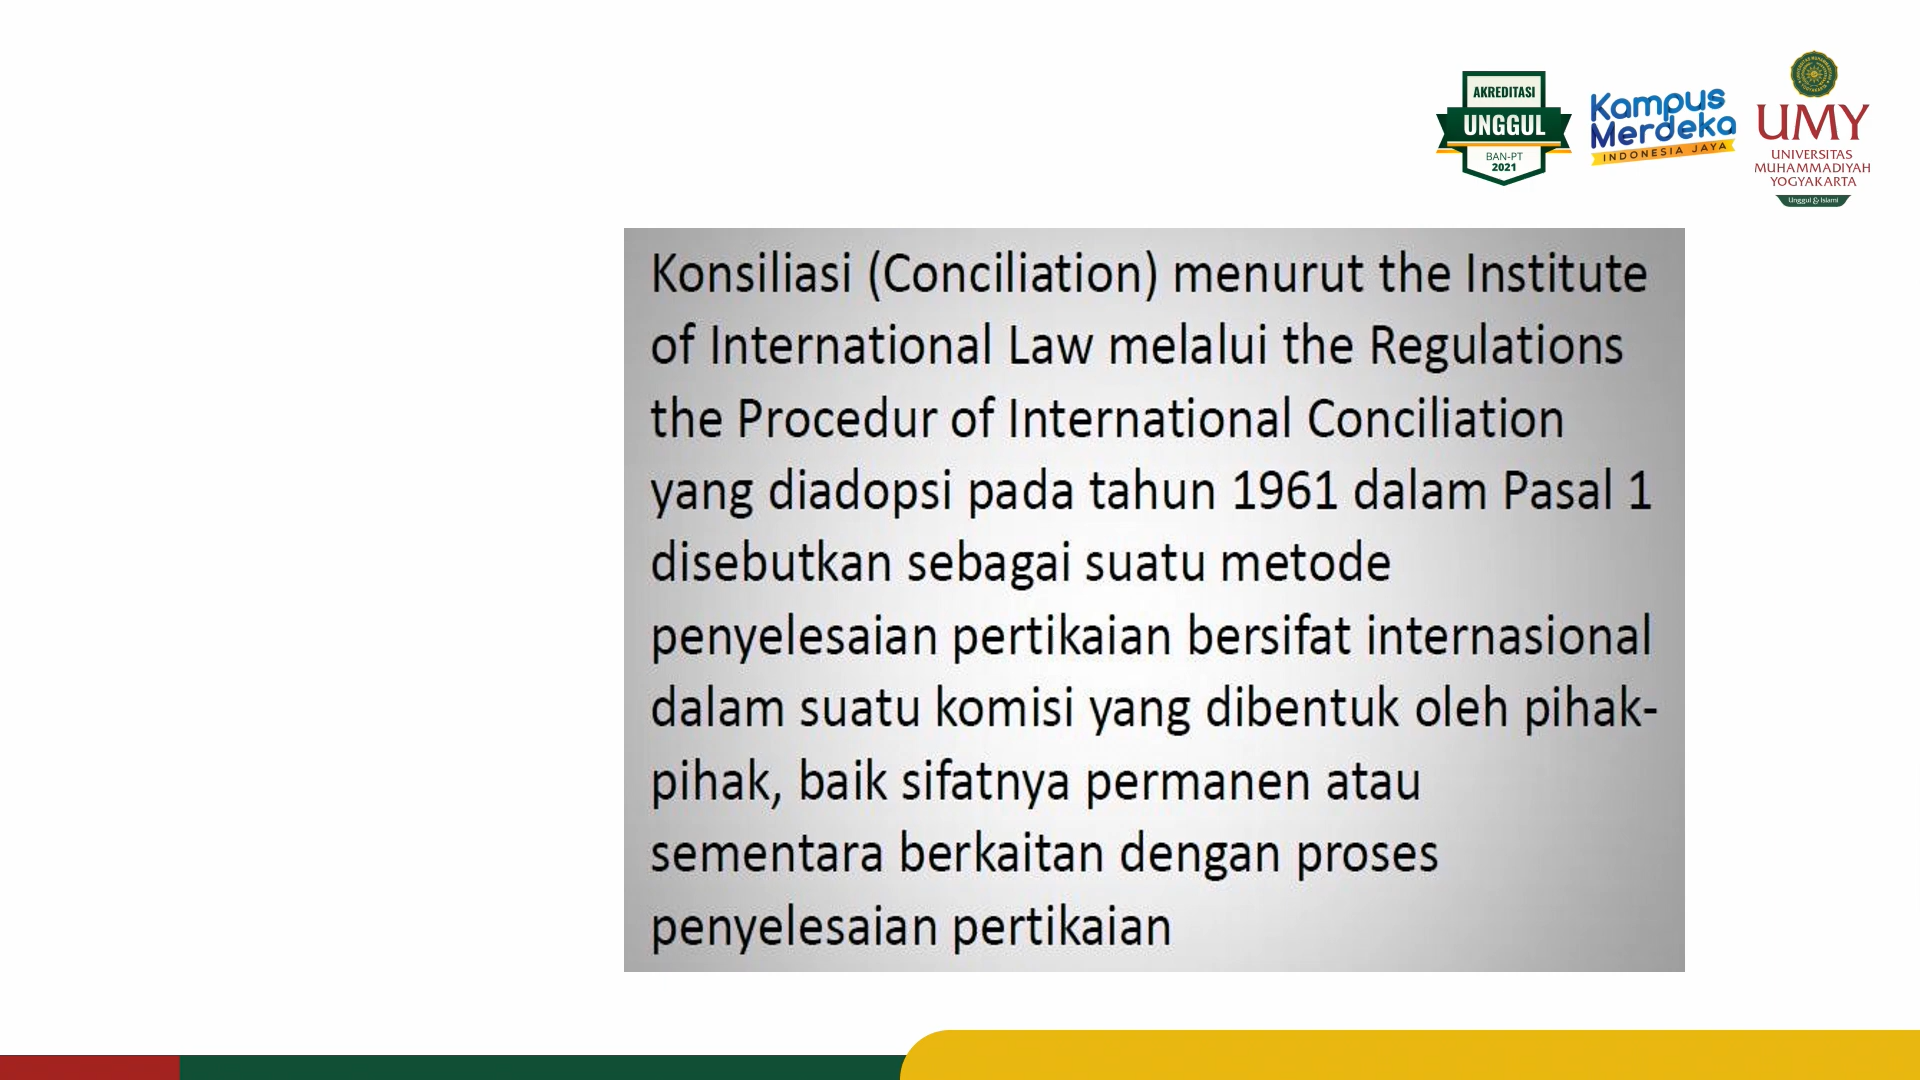 AKREDITASI
UNGGUL
BAN-PT
2021
Kampus
Merdeka
INDONESIA JAYA
UMY
UNIVERSITAS
MUHAMMADIYAH
YOGYAKARTA
Unggul & Islami
Konsiliasi (Conciliation) menurut the Institute
of International Law melalui the Regulations
the Procedur of International Conciliation
yang diadopsi pada tahun 1961 dalam Pasal 1
disebutkan sebagai suatu metode
penyelesaian pertikaian bersifat internasional
dalam suatu komisi yang dibentuk oleh pihak-
pihak, baik sifatnya permanen atau
sementara berkaitan dengan proses
penyelesaian pertikaian